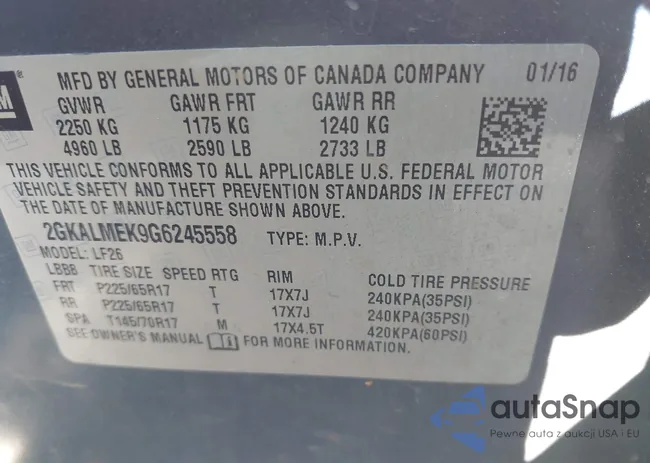 GM
MFD BY GENERAL MOTORS OF CANADA COMPANY 01/16
GVWR GAWR FRT GAWR RR
2250 KG 1175 KG 1240 KG
4960 LB 2590 LB 2733 LB
THIS VEHICLE CONFORMS TO ALL APPLICABLE U.S. FEDERAL MOTOR
VEHICLE SAFETY AND THEFT PREVENTION STANDARDS IN EFFECT ON
THE DATE OF MANUFACTURE SHOWN ABOVE.
2GKALMEK9G6245558 TYPE: M.P.V.
MODEL: LF26
LBBB TIRE SIZE SPEED RTG RIM COLD TIRE PRESSURE
FRT P225/65R17 T 17X7J 240KPA(35PSI)
RR P225/65R17 T 17X7J 240KPA(35PSI)
SPA T145/70R17 M 17X4.5T 420KPA(60PSI)
SEE OWNER'S MANUAL FOR MORE INFORMATION.
autaSnap
Pewne auta z aukcji USA i EU